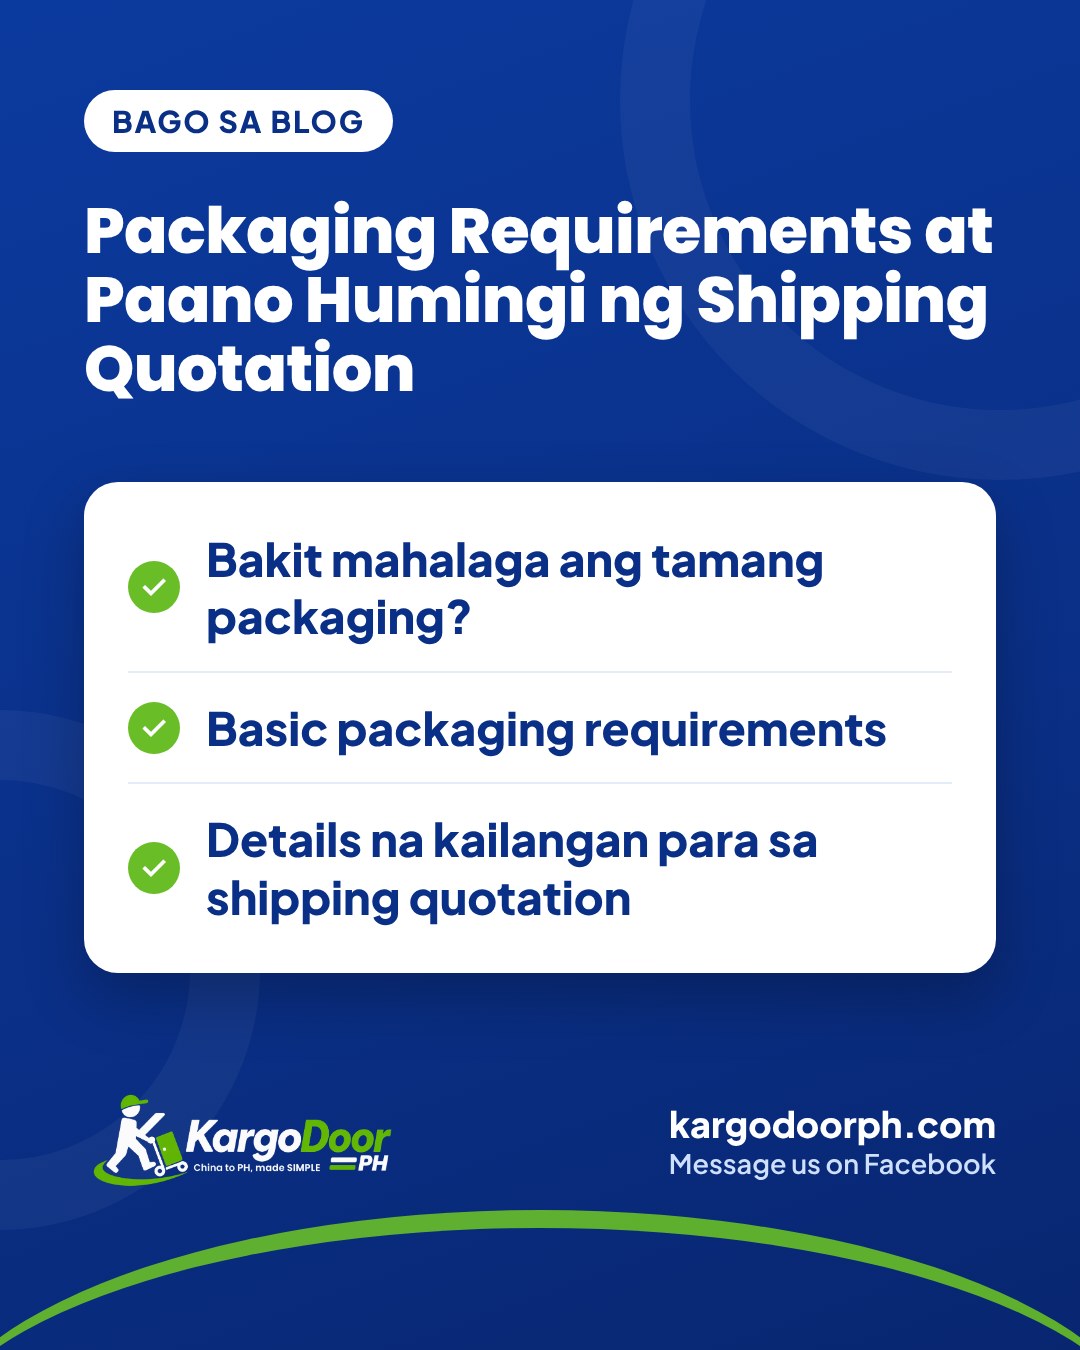 BAGO SA BLOG
Packaging Requirements at
Paano Humingi ng Shipping
Quotation
Bakit mahalaga ang tamang
packaging?
Basic packaging requirements
Details na kailangan para sa
shipping quotation
KargoDoor
China to PH, made SIMPLE
PH
kargodoorph.com
Message us on Facebook